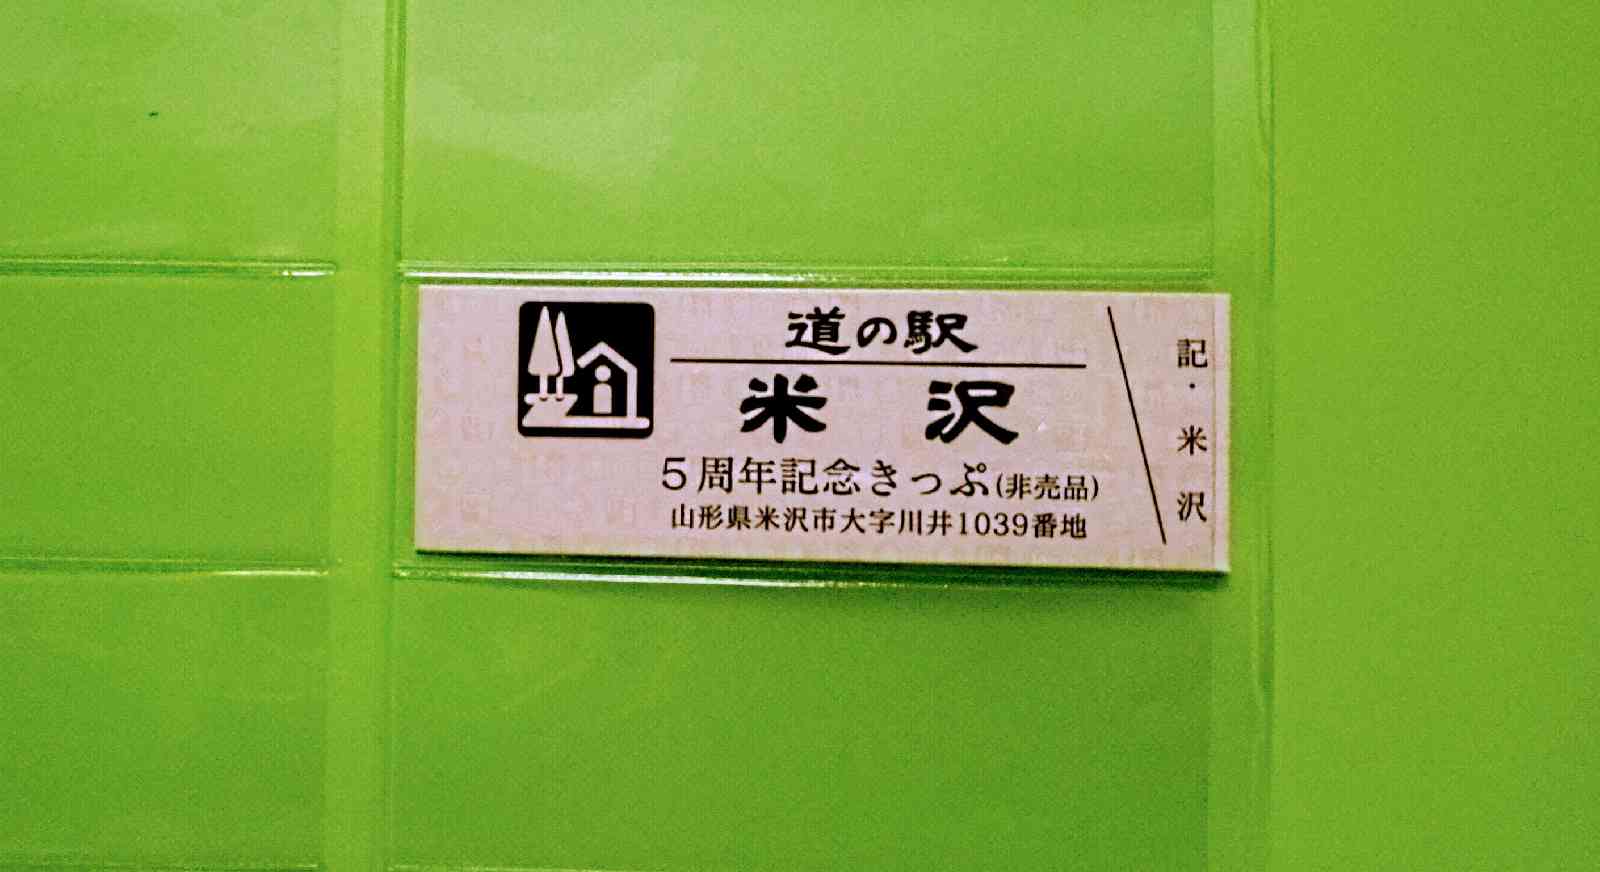 道の駅
米沢
5周年記念きっぷ(非売品)
山形県米沢市大字川井1039番地
記・米沢